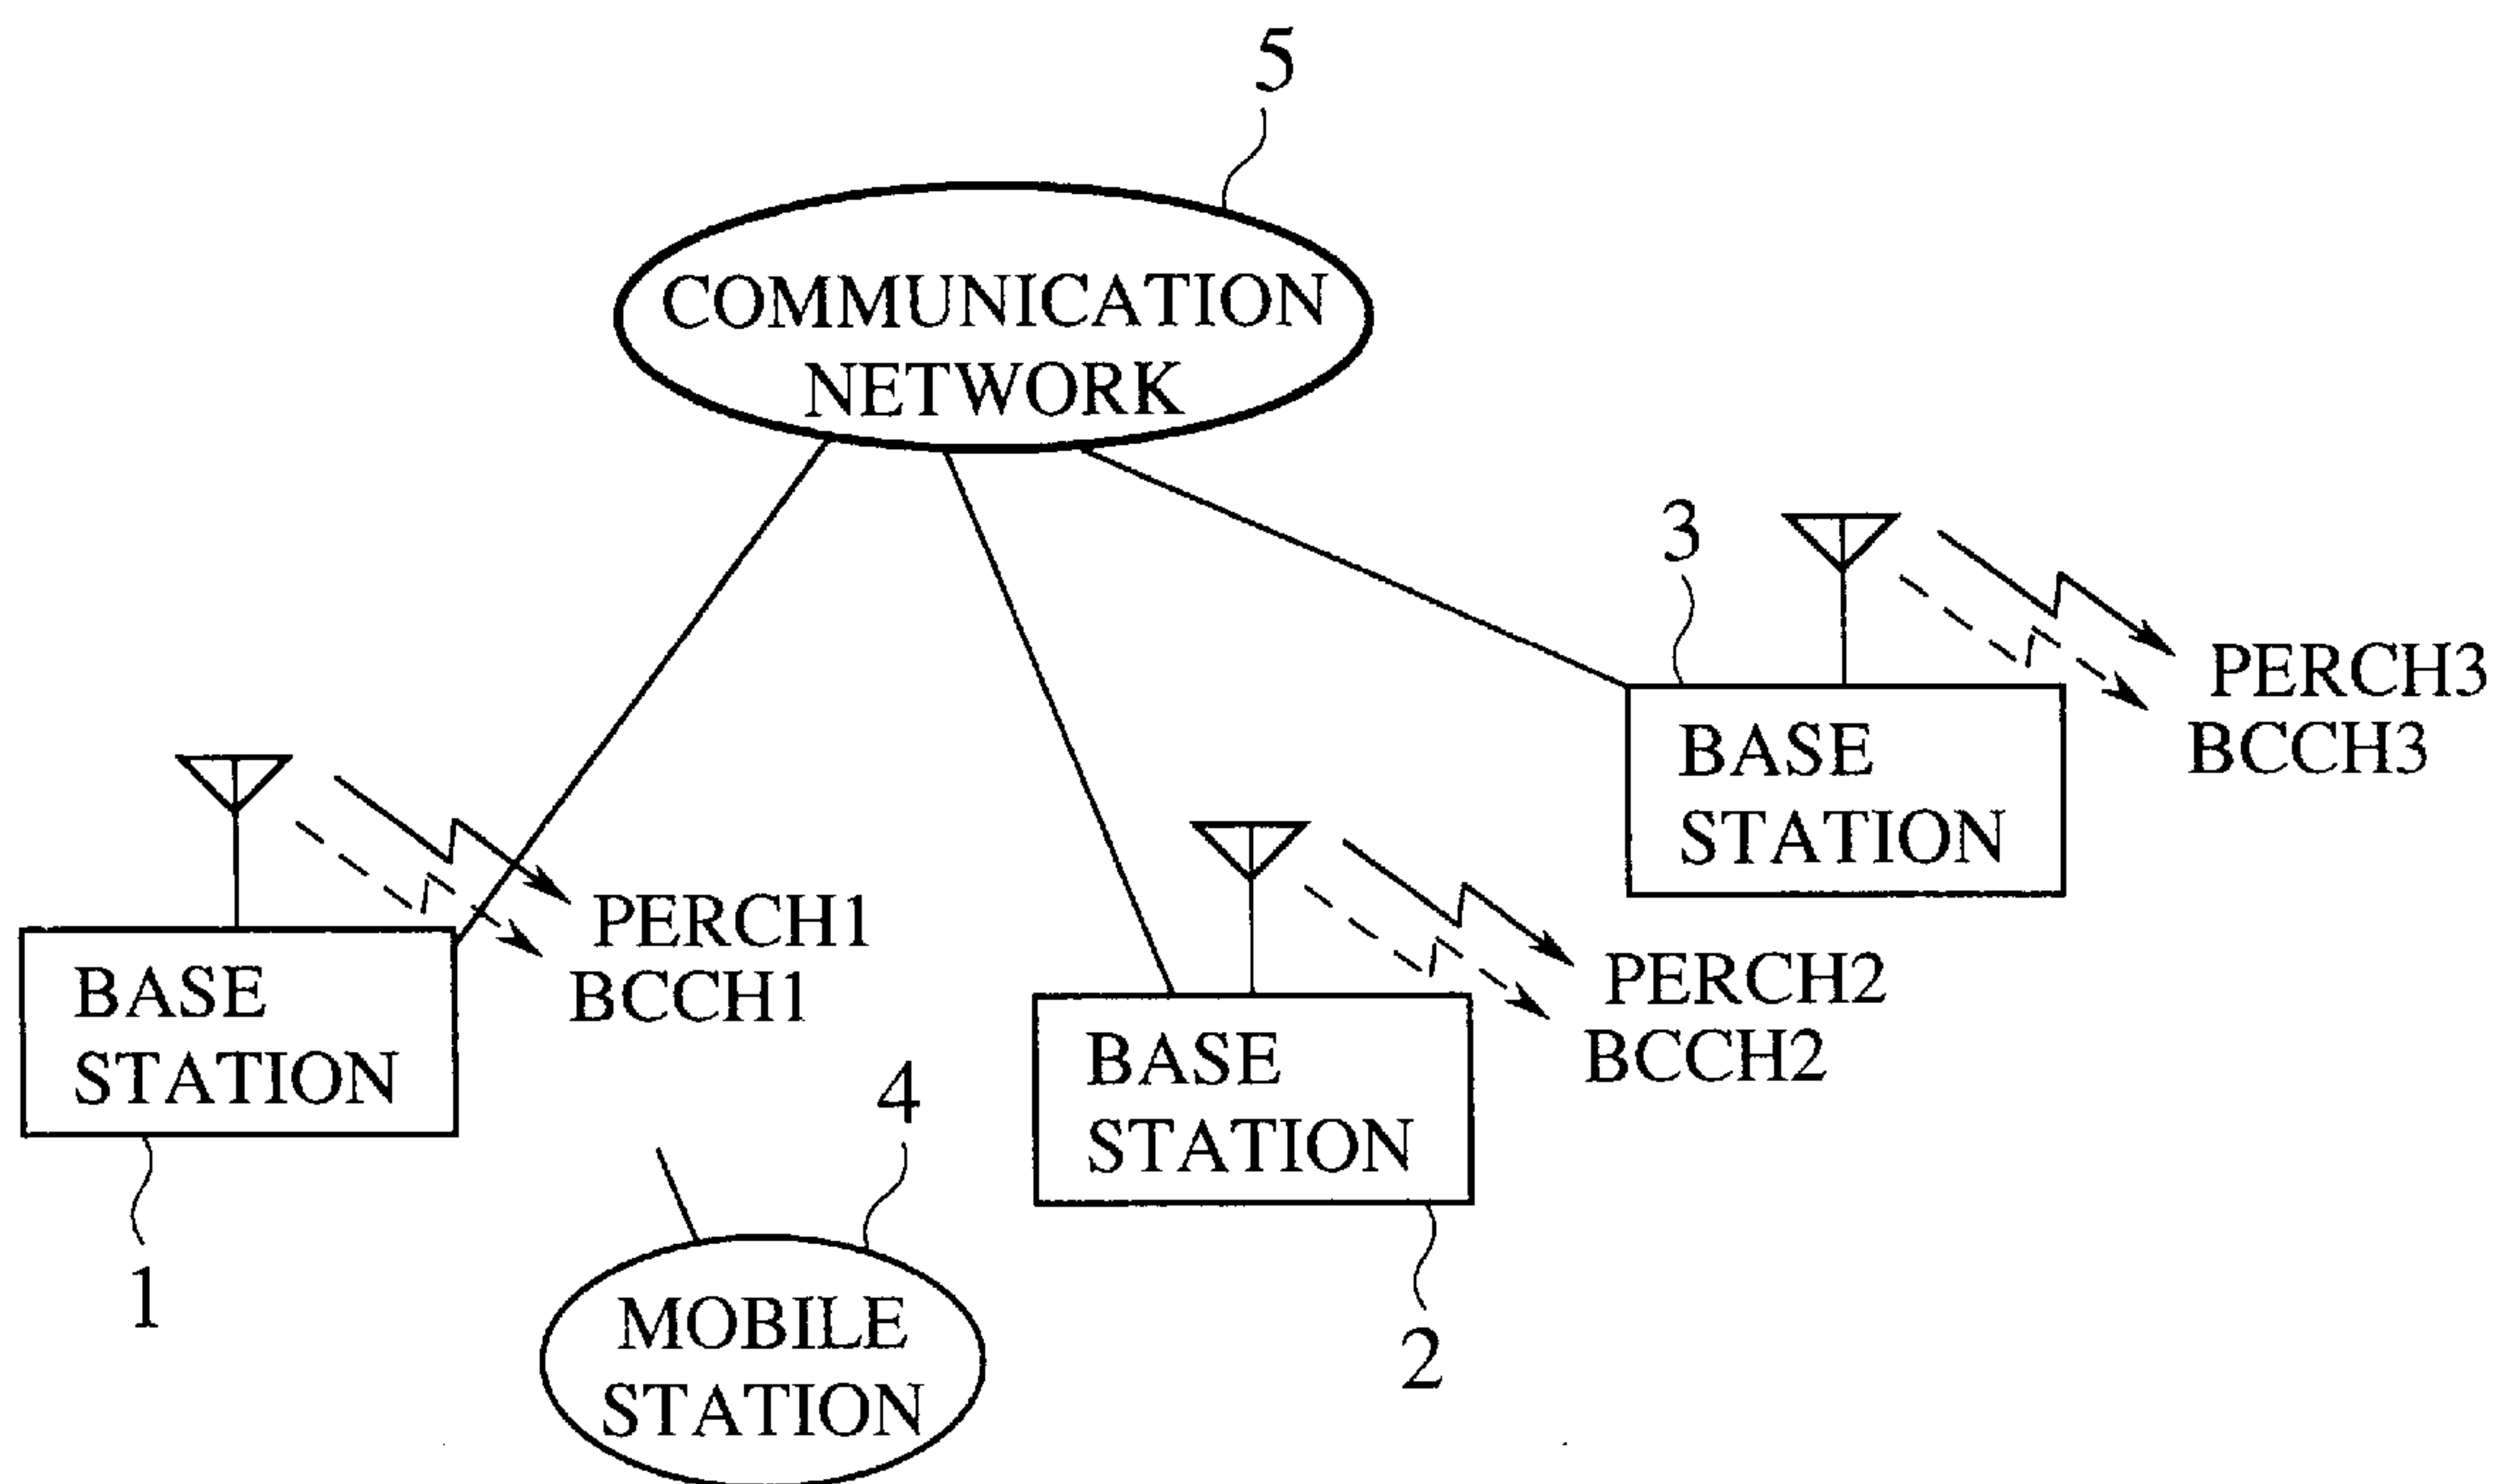 5
COMMUNICATION
NETWORK
3
PERCH3
BCCH3
BASE
STATION
PERCH1
BCCH1
BASE
STATION
PERCH2
BCCH2
BASE
STATION
4
1
MOBILE
STATION
2